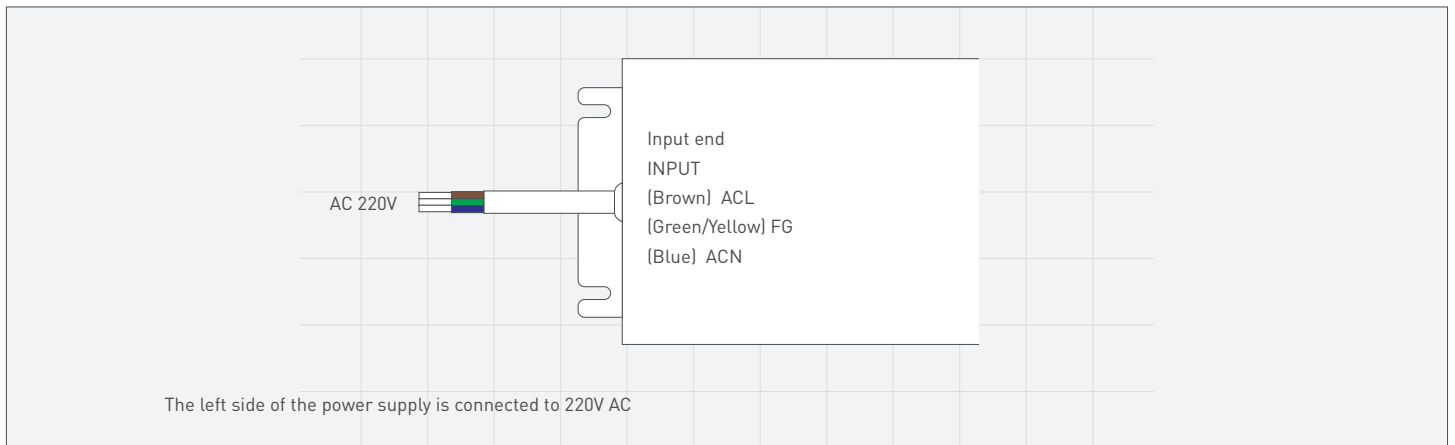 Input end
INPUT
(Brown) ACL
AC 220V
(Green/Yellow) FG
(Blue) ACN
The left side of the power supply is connected to 220V AC